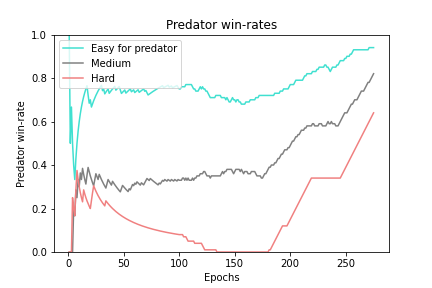 Predator win-rates
Predator win-rate
1.0
0.8
0.6
0.4
0.2
0.0
Easy for predator
Medium
Hard
0
50
100
150
200
250
Epochs